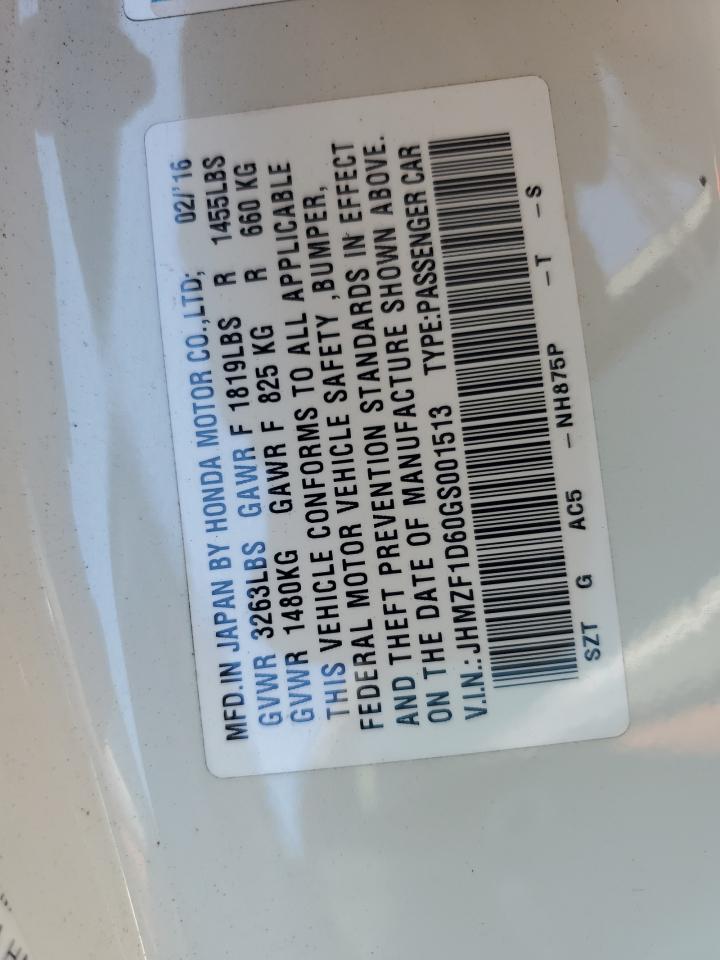 MFD.IN JAPAN BY HONDA MOTOR CO.,LTD; 02/'16
GVWR 3263LBS GAWR F 1819LBS R 1455LBS
GVWR 1480KG GAWR F 825 KG R 660 KG
THIS VEHICLE CONFORMS TO ALL APPLICABLE
FEDERAL MOTOR VEHICLE SAFETY ,BUMPER,
AND THEFT PREVENTION STANDARDS IN EFFECT
ON THE DATE OF MANUFACTURE SHOWN ABOVE.
V.I.N.: JHMZF1D60GS001513 TYPE:PASSENGER CAR
SZT G AC5 – NH875P – T – S